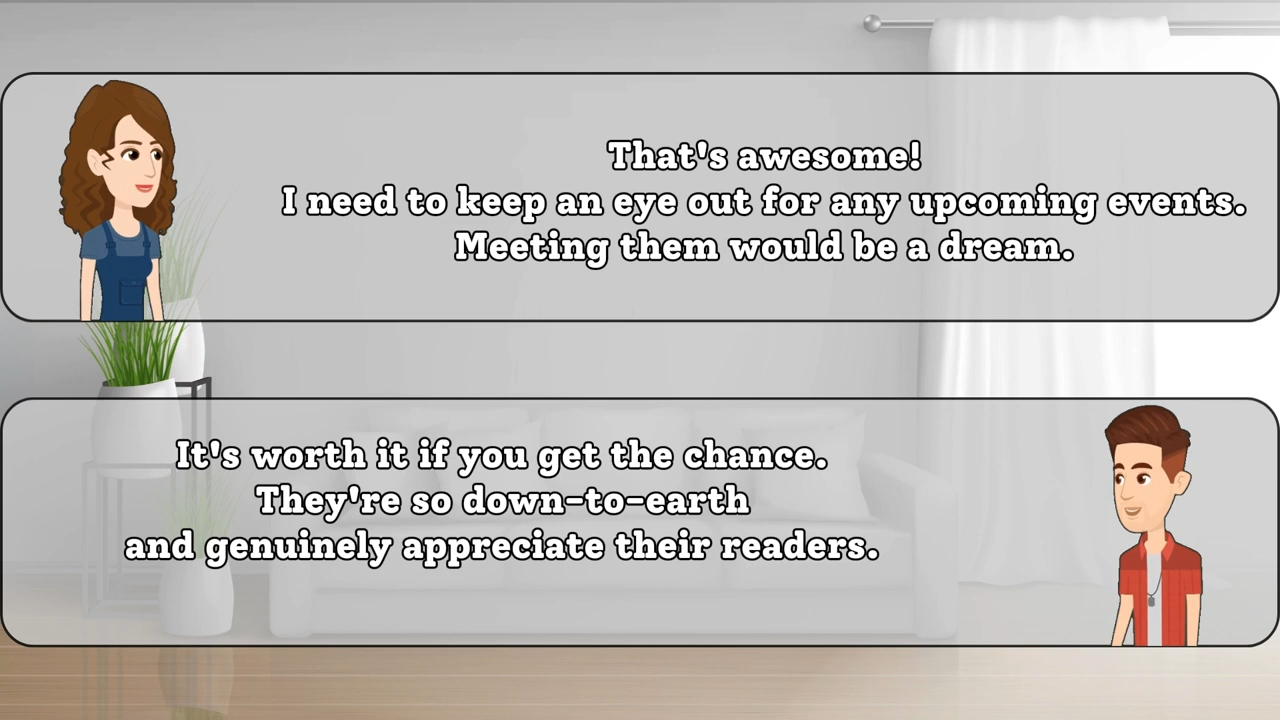 That's awesome!
I need to keep an eye out for any upcoming events.
Meeting them would be a dream.
It's worth it if you get the chance.
They're so down-to-earth
and genuinely appreciate their readers.